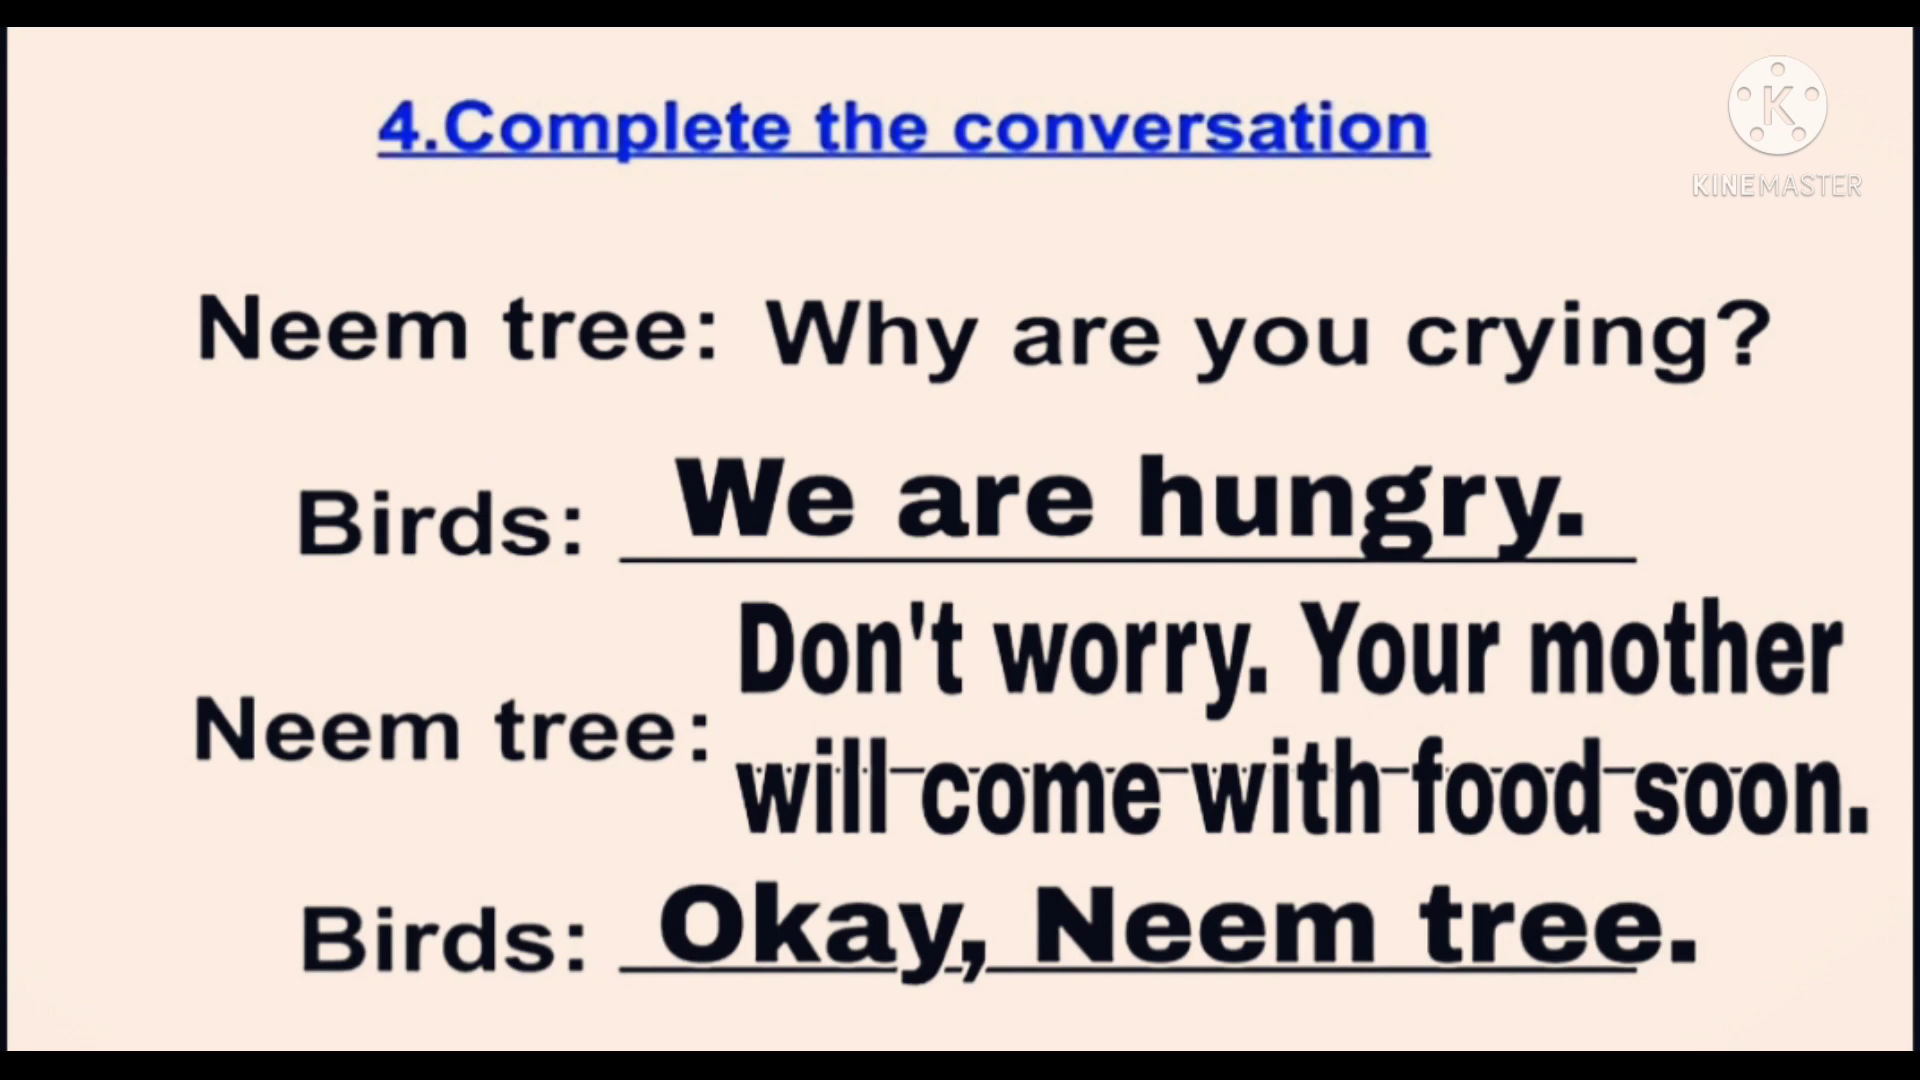 4.Complete the conversation
KINEMASTER
Neem tree: Why are you crying?
Birds: We are hungry.
Neem tree: Don't worry. Your mother
will come with food soon.
Birds: Okay, Neem tree.